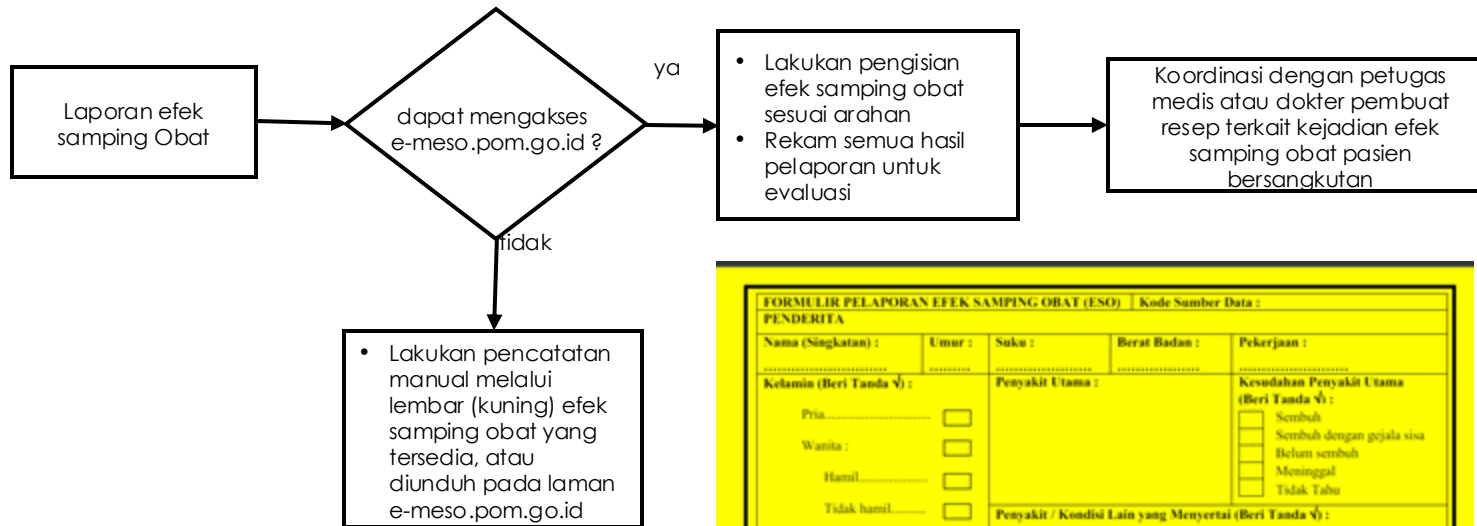 Laporan efek
samping Obat
dapat mengakses
e-meso.pom.go.id ?
ya
• Lakukan pengisian
efek samping obat
sesuai arahan
• Rekam semua hasil
pelaporan untuk
evaluasi
Koordinasi dengan petugas
medis atau dokter pembuat
resep terkait kejadian efek
samping obat pasien
bersangkutan
tidak
• Lakukan pencatatan
manual melalui
lembar (kuning) efek
samping obat yang
tersedia, atau
diunduh pada laman
e-meso.pom.go.id
FORMULIR PELAPORAN EFEK SAMPING OBAT (ESO) Kode Sumber Data :
PENDERITA
Nama (Singkatan) : Umur : Suku : Berat Badan : Pekerjaan :
........................... ......... ..................... .................. ........................
Kelamin (Beri Tanda √) :
Pria.......................
Wanita :
Hamil...............
Tidak hamil..........
Penyakit Utama :
Kesudahan Penyakit Utama
(Beri Tanda √) :
Sembuh
Sembuh dengan gejala sisa
Belum sembuh
Meninggal
Tidak Tahu
Penyakit / Kondisi Lain yang Menyertai (Beri Tanda √) :